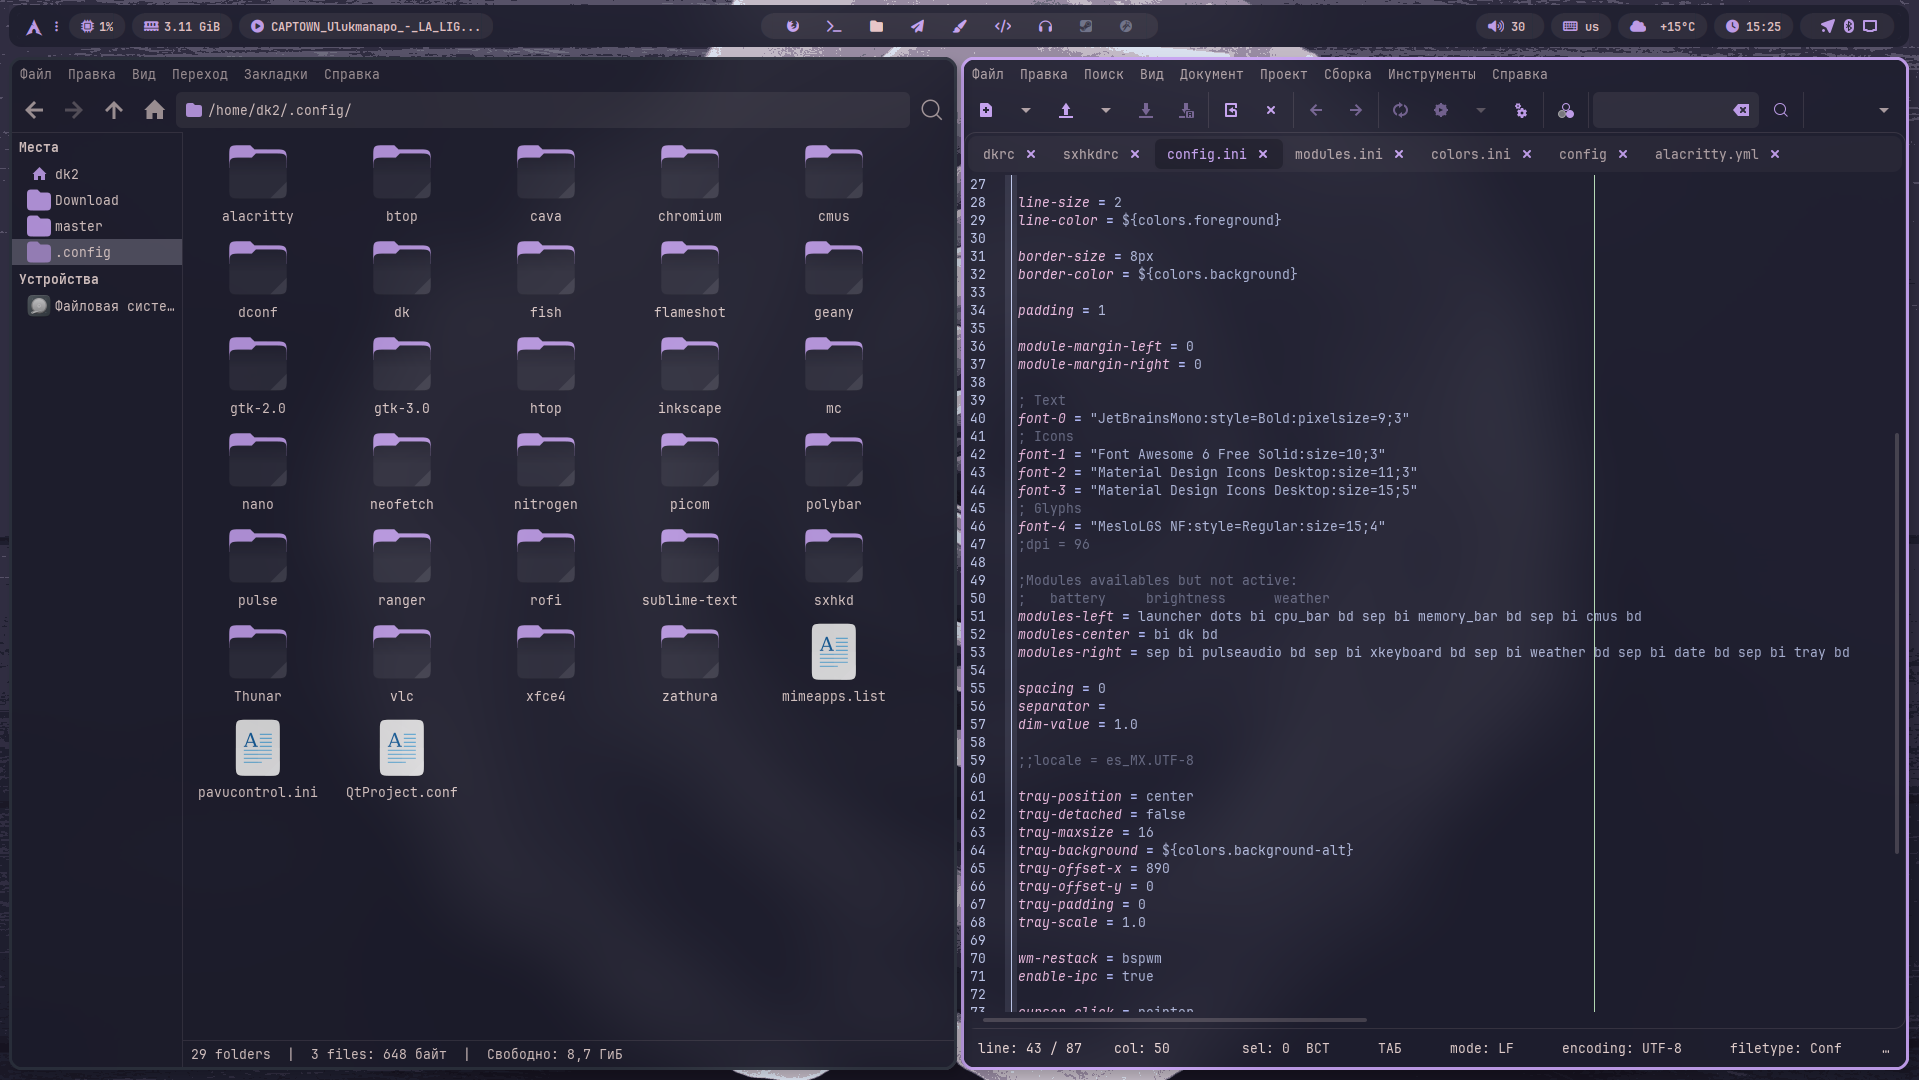 1%
3.11 GiB
CAPTOWN_Ulukmanapo_-_LA_LIG...
30
us
+15°C
15:25
Файл Правка Вид Переход Закладки Справка
/home/dk2/.config/
Места
dk2
Download
master
.config
Устройства
Файловая систе…
alacritty btop cava chromium cmus
dconf dk fish flameshot geany
gtk-2.0 gtk-3.0 htop inkscape mc
nano neofetch nitrogen picom polybar
pulse ranger rofi sublime-text sxhkd
Thunar vlc xfce4 zathura mimeapps.list
pavucontrol.ini QtProject.conf
29 folders | 3 files: 648 байт | Свободно: 8,7 ГиБ
Файл Правка Поиск Вид Документ Проект Сборка Инструменты Справка
dkrc sxhkdrc config.ini modules.ini colors.ini config alacritty.yml
27
28 line-size = 2
29 line-color = ${colors.foreground}
30
31 border-size = 8px
32 border-color = ${colors.background}
33
34 padding = 1
35
36 module-margin-left = 0
37 module-margin-right = 0
38
39 ; Text
40 font-0 = "JetBrainsMono:style=Bold:pixelsize=9;3"
41 ; Icons
42 font-1 = "Font Awesome 6 Free Solid:size=10;3"
43 font-2 = "Material Design Icons Desktop:size=11;3"
44 font-3 = "Material Design Icons Desktop:size=15;5"
45 ; Glyphs
46 font-4 = "MesloLGS NF:style=Regular:size=15;4"
47 ;dpi = 96
48
49 ;Modules availables but not active:
50 ;   battery     brightness      weather
51 modules-left = launcher dots bi cpu_bar bd sep bi memory_bar bd sep bi cmus bd
52 modules-center = bi dk bd
53 modules-right = sep bi pulseaudio bd sep bi xkeyboard bd sep bi weather bd sep bi date bd sep bi tray bd
54
55 spacing = 0
56 separator =
57 dim-value = 1.0
58
59 ;;locale = es_MX.UTF-8
60
61 tray-position = center
62 tray-detached = false
63 tray-maxsize = 16
64 tray-background = ${colors.background-alt}
65 tray-offset-x = 890
66 tray-offset-y = 0
67 tray-padding = 0
68 tray-scale = 1.0
69
70 wm-restack = bspwm
71 enable-ipc = true
72
73 cursor-click = pointer
line: 43 / 87 col: 50 sel: 0 ВСТ ТАБ mode: LF encoding: UTF-8 filetype: Conf …